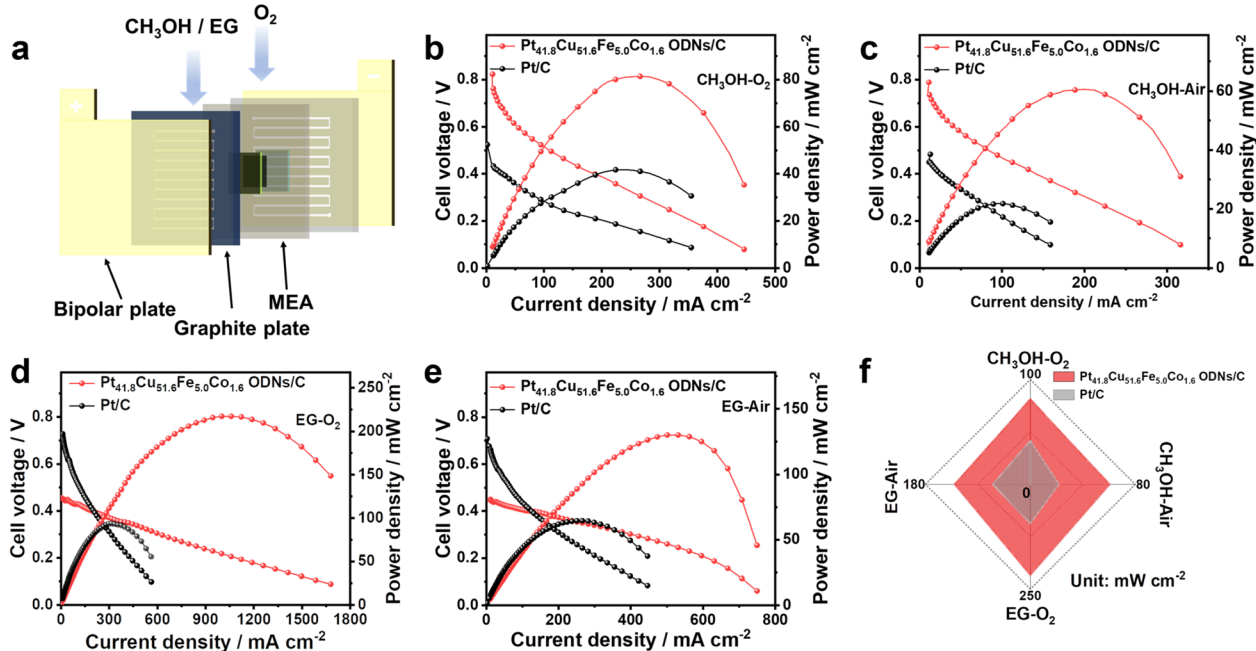 a
CH₃OH / EG
O₂
+
−
Bipolar plate
Graphite plate
MEA
b
Pt₄₁.₈Cu₅₁.₆Fe₅.₀Co₁.₆ ODNs/C
Pt/C
CH₃OH-O₂
Cell voltage / V
0.0
0.2
0.4
0.6
0.8
Power density / mW cm⁻²
0
20
40
60
80
100
0 100 200 300 400 500
Current density / mA cm⁻²
c
Pt₄₁.₈Cu₅₁.₆Fe₅.₀Co₁.₆ ODNs/C
Pt/C
CH₃OH-Air
Cell voltage / V
0.0
0.2
0.4
0.6
0.8
Power density / mW cm⁻²
0
20
40
60
80
0 100 200 300
Current density / mA cm⁻²
d
Pt₄₁.₈Cu₅₁.₆Fe₅.₀Co₁.₆ ODNs/C
Pt/C
EG-O₂
Cell voltage / V
0.0
0.2
0.4
0.6
0.8
Power density / mW cm⁻²
0
50
100
150
200
250
0 300 600 900 1200 1500 1800
Current density / mA cm⁻²
e
Pt₄₁.₈Cu₅₁.₆Fe₅.₀Co₁.₆ ODNs/C
Pt/C
EG-Air
Cell voltage / V
0.0
0.2
0.4
0.6
0.8
Power density / mW cm⁻²
0
50
100
150
0 200 400 600 800
Current density / mA cm⁻²
f
CH₃OH-O₂
100
Pt₄₁.₈Cu₅₁.₆Fe₅.₀Co₁.₆ ODNs/C
Pt/C
EG-Air
180
0
80
CH₃OH-Air
Unit: mW cm⁻²
250
EG-O₂